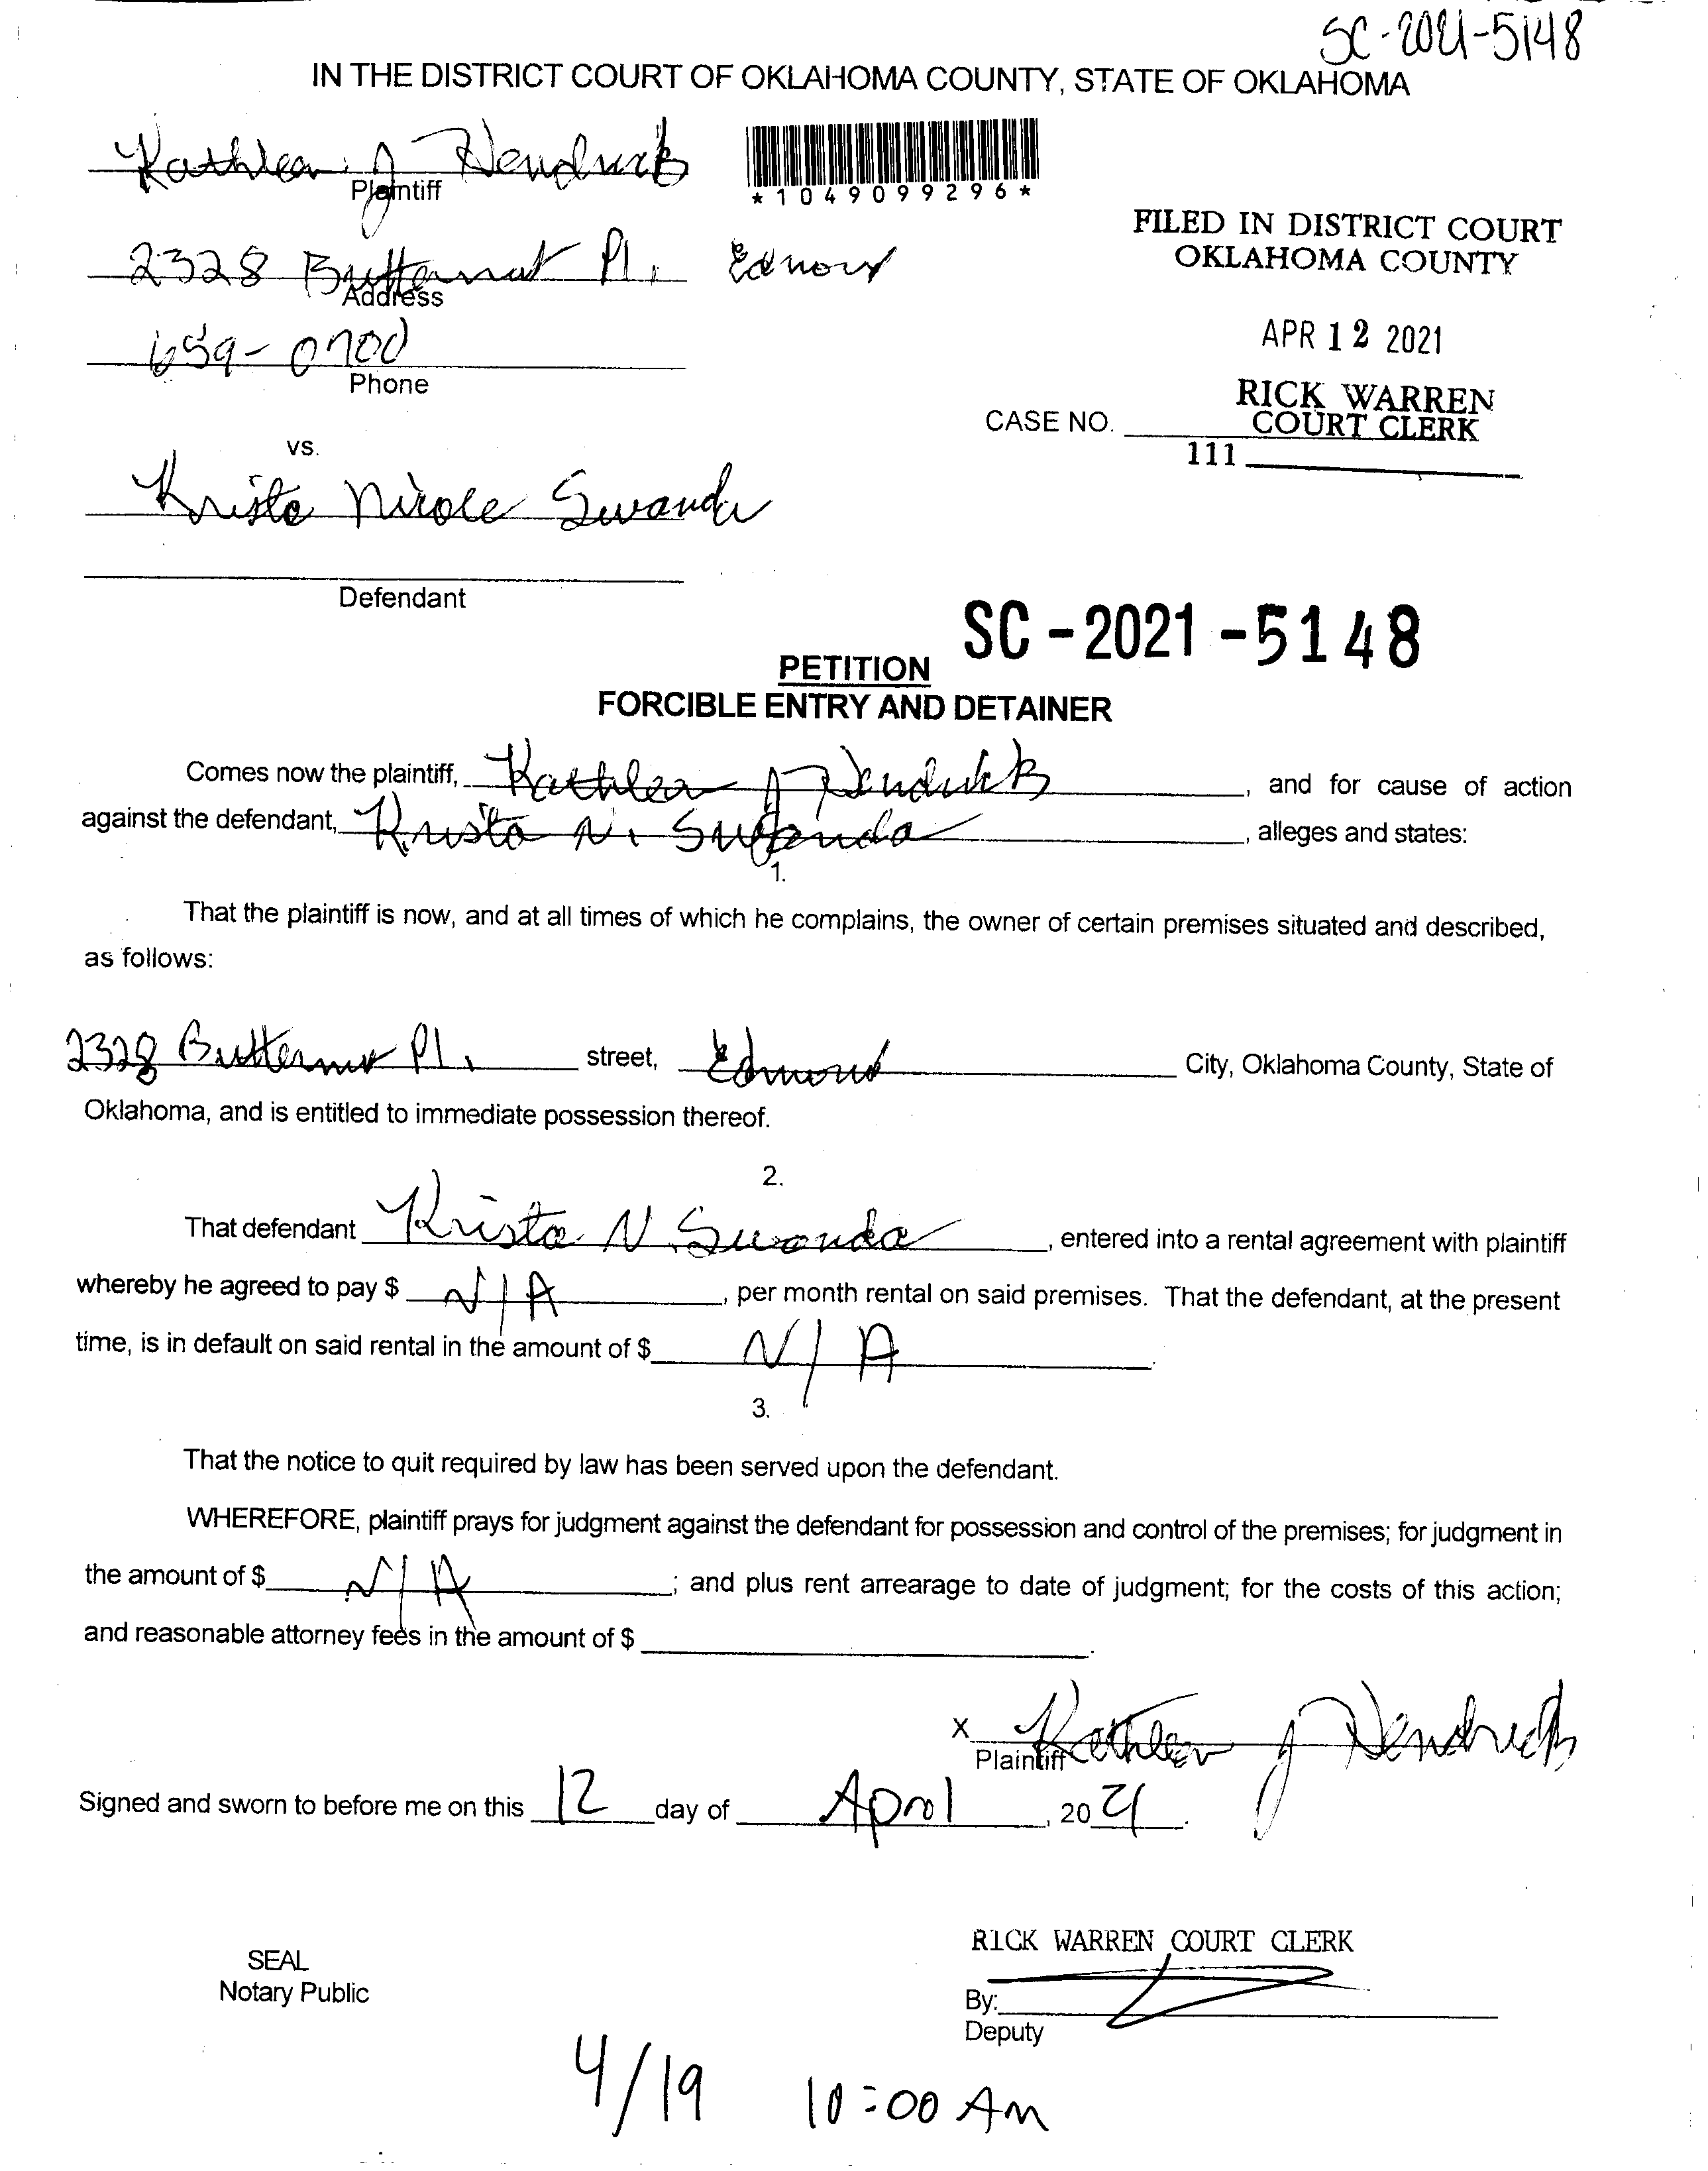 SC-2021-5148
IN THE DISTRICT COURT OF OKLAHOMA COUNTY, STATE OF OKLAHOMA
Kathleen J Hendricks
Plaintiff
*1049099296*
FILED IN DISTRICT COURT
OKLAHOMA COUNTY
2328 Butternut Pl. Edmond
Address
APR 12 2021
659-0700
Phone
RICK WARREN
COURT CLERK
CASE NO.
111
vs.
Krista Nicole Swanda
Defendant
SC-2021-5148
PETITION
FORCIBLE ENTRY AND DETAINER
Comes now the plaintiff, Kathleen J Hendricks, and for cause of action
against the defendant, Krista N. Swanda, alleges and states:
1.
That the plaintiff is now, and at all times of which he complains, the owner of certain premises situated and described,
as follows:
2328 Butternut Pl. street, Edmond City, Oklahoma County, State of
Oklahoma, and is entitled to immediate possession thereof.
2.
That defendant Krista N. Swanda, entered into a rental agreement with plaintiff
whereby he agreed to pay $ N/A, per month rental on said premises. That the defendant, at the present
time, is in default on said rental in the amount of $ N/A.
3.
That the notice to quit required by law has been served upon the defendant.
WHEREFORE, plaintiff prays for judgment against the defendant for possession and control of the premises; for judgment in
the amount of $ N/A; and plus rent arrearage to date of judgment; for the costs of this action;
and reasonable attorney fees in the amount of $ .
X Kathleen J Hendricks
Plaintiff
Signed and sworn to before me on this 12 day of April, 2021.
RICK WARREN COURT CLERK
SEAL
Notary Public
By:
Deputy
4/19 10:00 AM